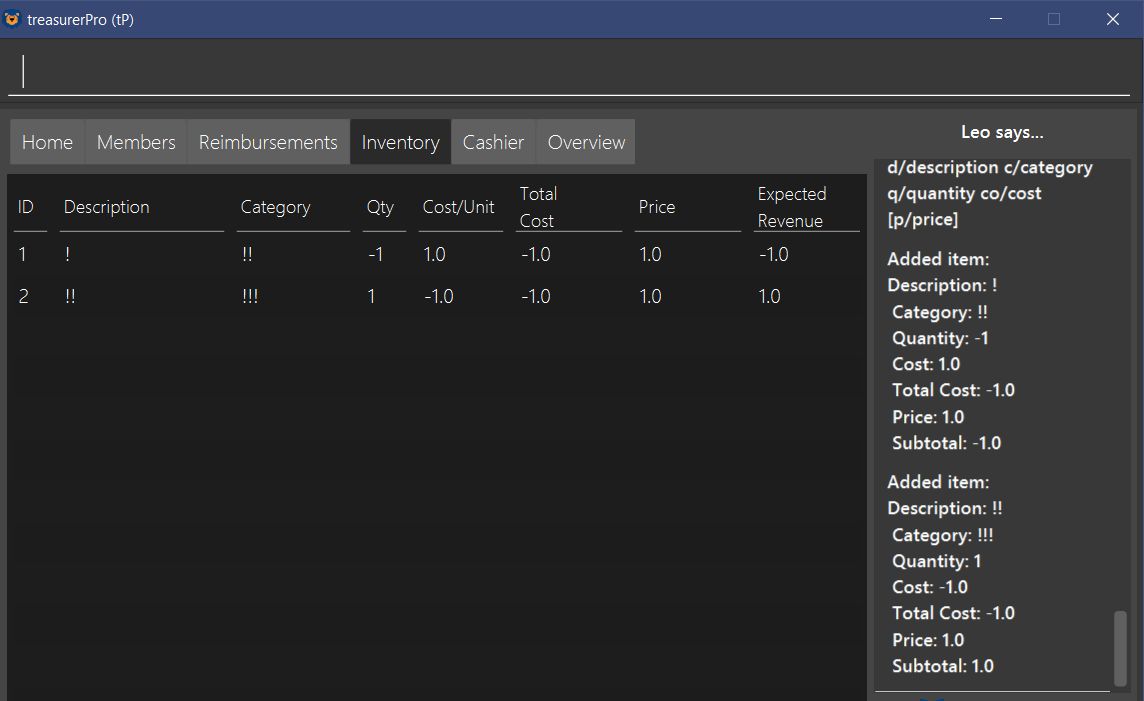 treasurerPro (tP)
Home Members Reimbursements Inventory Cashier Overview
ID Description Category Qty Cost/Unit Total Cost Price Expected Revenue
1 ! !! -1 1.0 -1.0 1.0 -1.0
2 !! !!! 1 -1.0 -1.0 1.0 1.0
Leo says...
d/description c/category
q/quantity co/cost
[p/price]
Added item:
Description: !
Category: !!
Quantity: -1
Cost: 1.0
Total Cost: -1.0
Price: 1.0
Subtotal: -1.0
Added item:
Description: !!
Category: !!!
Quantity: 1
Cost: -1.0
Total Cost: -1.0
Price: 1.0
Subtotal: 1.0